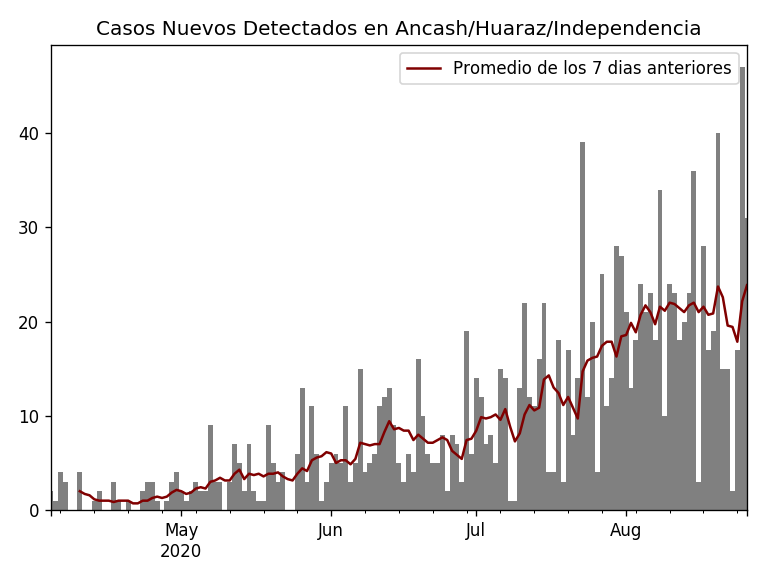 Casos Nuevos Detectados en Ancash/Huaraz/Independencia
Promedio de los 7 dias anteriores
40
30
20
10
0
May
2020
Jun
Jul
Aug